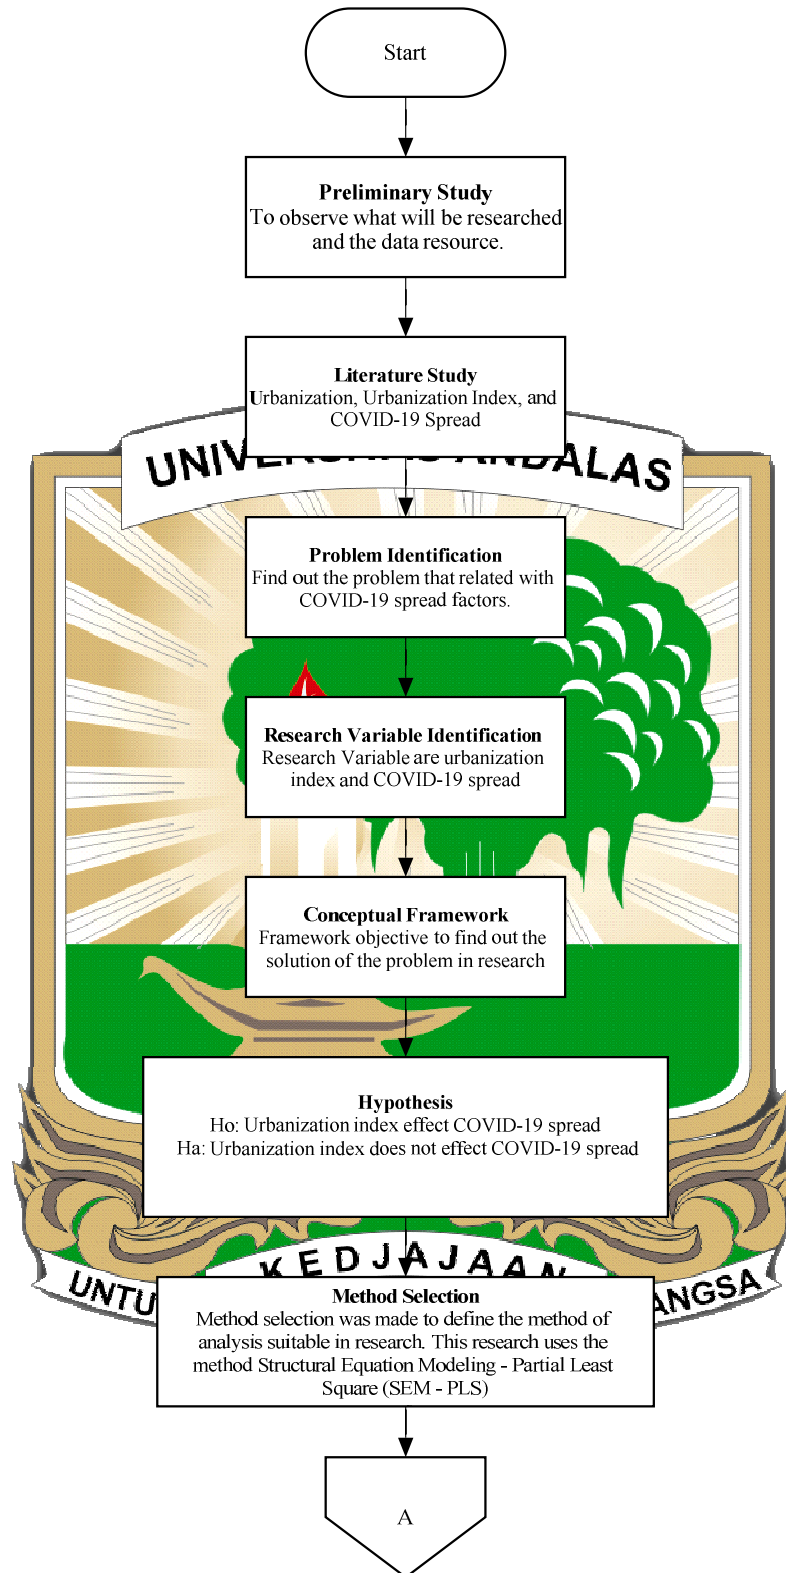 Start
Preliminary Study
To observe what will be researched
and the data resource.
Literature Study
Urbanization, Urbanization Index, and
COVID-19 Spread
UNIVERSITAS ANDALAS
Problem Identification
Find out the problem that related with
COVID-19 spread factors.
Research Variable Identification
Research Variable are urbanization
index and COVID-19 spread
Conceptual Framework
Framework objective to find out the
solution of the problem in research
Hypothesis
Ho: Urbanization index effect COVID-19 spread
Ha: Urbanization index does not effect COVID-19 spread
KEDJAJAAN
Method Selection
Method selection was made to define the method of
analysis suitable in research. This research uses the
method Structural Equation Modeling - Partial Least
Square (SEM - PLS)
A